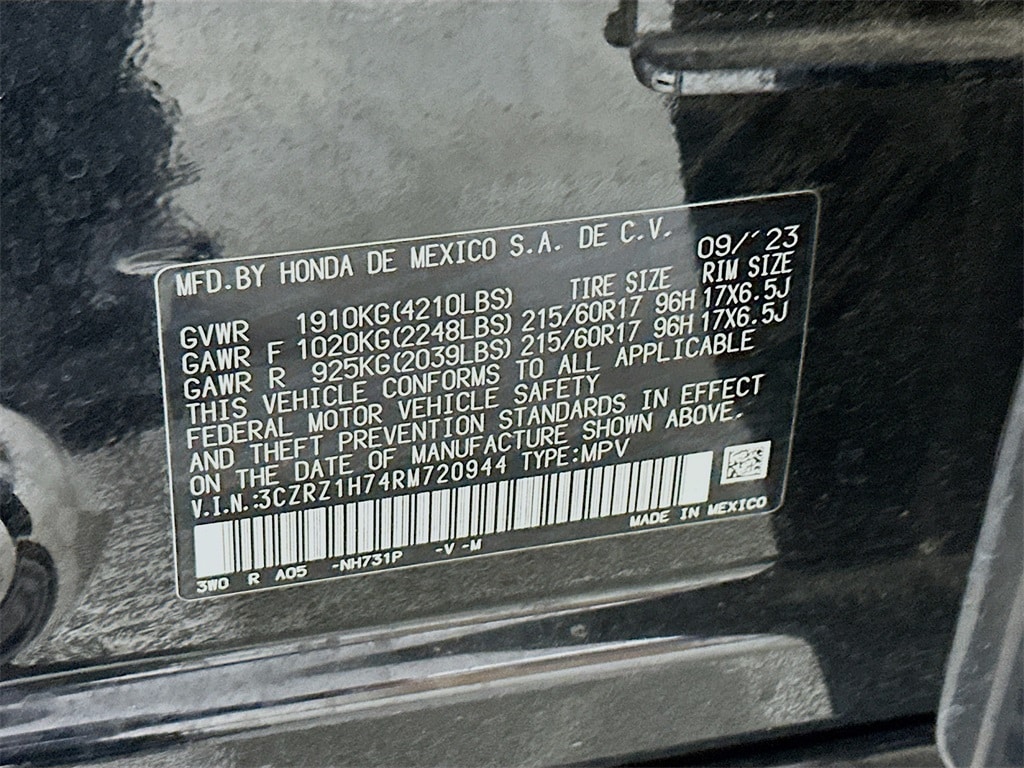 MFD.BY HONDA DE MEXICO S.A. DE C.V. 09/´23
TIRE SIZE RIM SIZE
GVWR 1910KG(4210LBS)
GAWR F 1020KG(2248LBS) 215/60R17 96H 17X6.5J
GAWR R 925KG(2039LBS) 215/60R17 96H 17X6.5J
THIS VEHICLE CONFORMS TO ALL APPLICABLE
FEDERAL MOTOR VEHICLE SAFETY
AND THEFT PREVENTION STANDARDS IN EFFECT
ON THE DATE OF MANUFACTURE SHOWN ABOVE.
V.I.N.:3CZRZ1H74RM720944 TYPE:MPV
MADE IN MEXICO
3W0 R A05 -NH731P -V -M